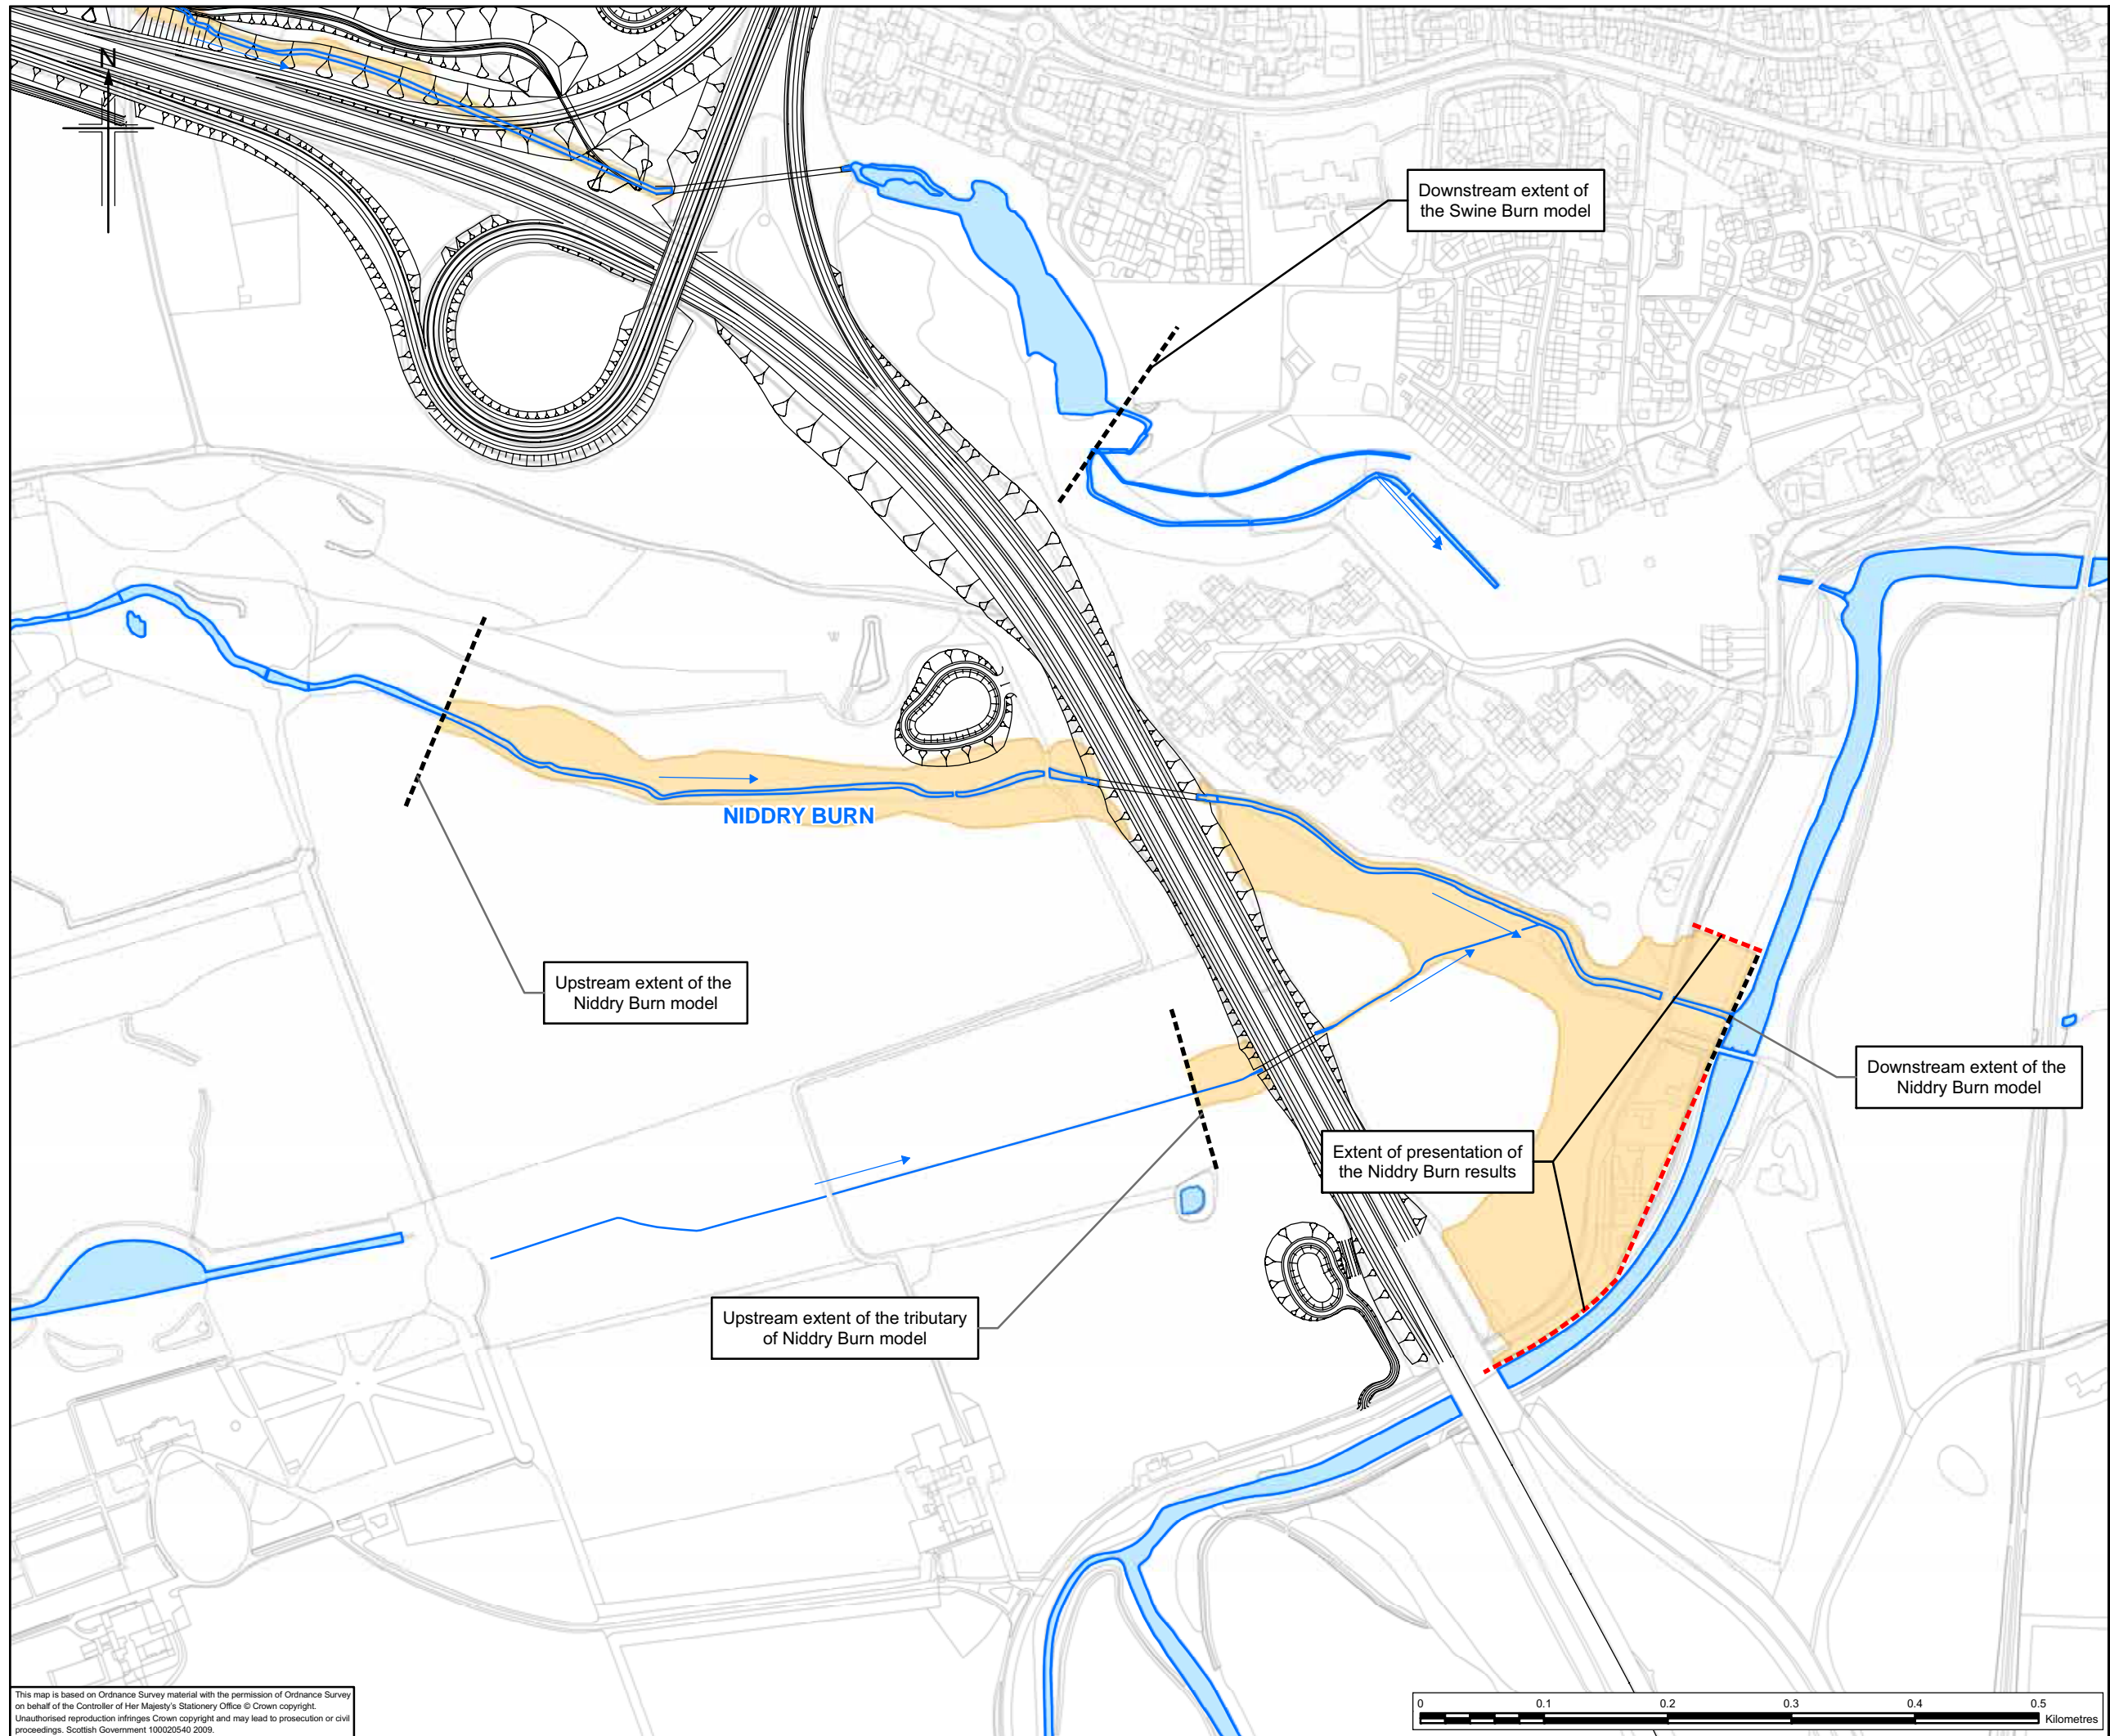 N
Downstream extent of
the Swine Burn model
W
NIDDRY BURN
Upstream extent of the
Niddry Burn model
Downstream extent of the
Niddry Burn model
Extent of presentation of
the Niddry Burn results
Upstream extent of the tributary
of Niddry Burn model
This map is based on Ordnance Survey material with the permission of Ordnance Survey
on behalf of the Controller of Her Majesty's Stationery Office © Crown copyright.
Unauthorised reproduction infringes Crown copyright and may lead to prosecution or civil
proceedings. Scottish Government 100020540 2009.
0 0.1 0.2 0.3 0.4 0.5
Kilometres